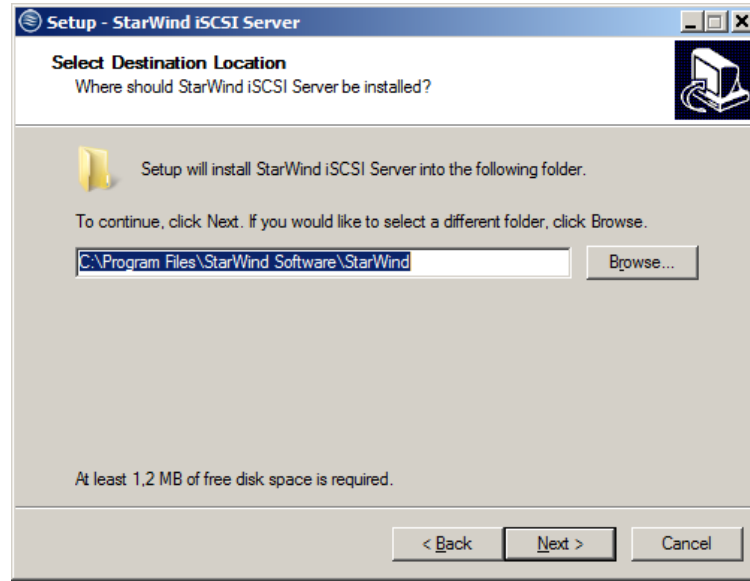 Setup - StarWind iSCSI Server
Select Destination Location
Where should StarWind iSCSI Server be installed?
Setup will install StarWind iSCSI Server into the following folder.
To continue, click Next. If you would like to select a different folder, click Browse.
C:\Program Files\StarWind Software\StarWind
Browse...
At least 1,2 MB of free disk space is required.
< Back
Next >
Cancel